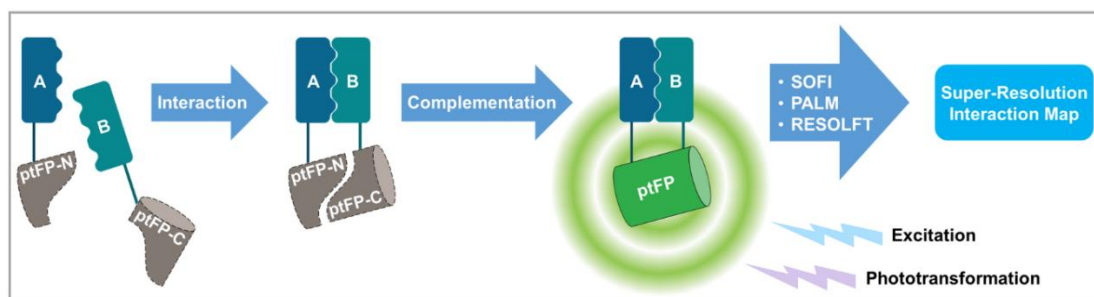 A
B
ptFP-N
ptFP-C
Interaction
A
B
ptFP-N
ptFP-C
Complementation
A
B
ptFP
• SOFI
• PALM
• RESOLFT
Super-Resolution
Interaction Map
Excitation
Phototransformation